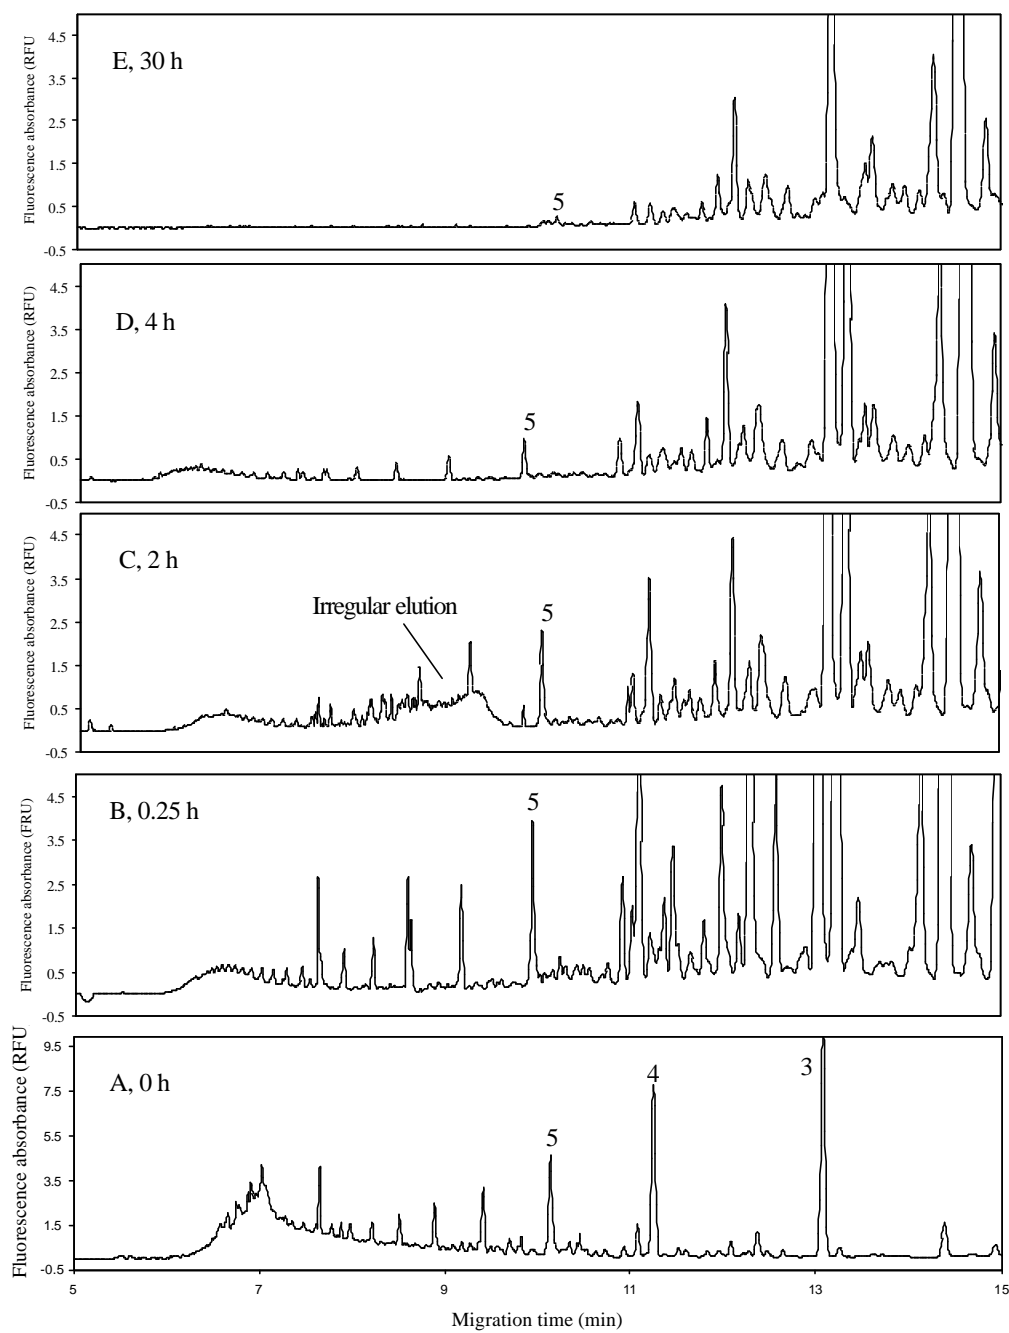 Fluorescence absorbance (RFU
4.5
3.5
2.5
1.5
0.5
-0.5
E, 30 h
5
Fluorescence absorbance (RFU)
4.5
3.5
2.5
1.5
0.5
-0.5
D, 4 h
5
Fluorescence absorbance (RFU)
4.5
3.5
2.5
1.5
0.5
-0.5
C, 2 h
Irregular elution
5
Fluorescence absorbance (FRU)
4.5
3.5
2.5
1.5
0.5
-0.5
B, 0.25 h
5
Fluorescence absorbance (RFU
9.5
7.5
5.5
3.5
1.5
-0.5
A, 0 h
5
4
3
5 7 9 11 13 15
Migration time (min)